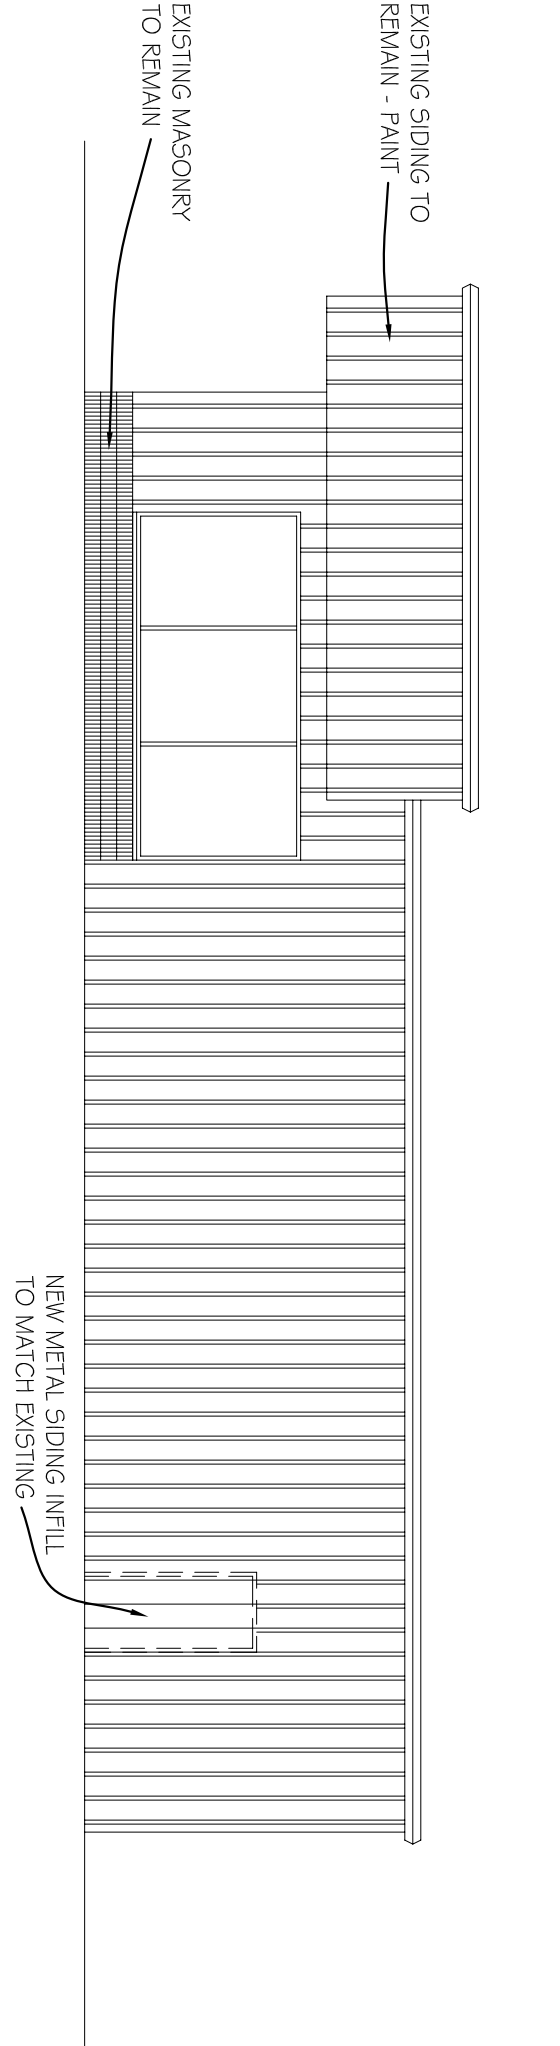 EXISTING SIDING TO
REMAIN - PAINT
EXISTING MASONRY
TO REMAIN
NEW METAL SIDING INFILL
TO MATCH EXISTING